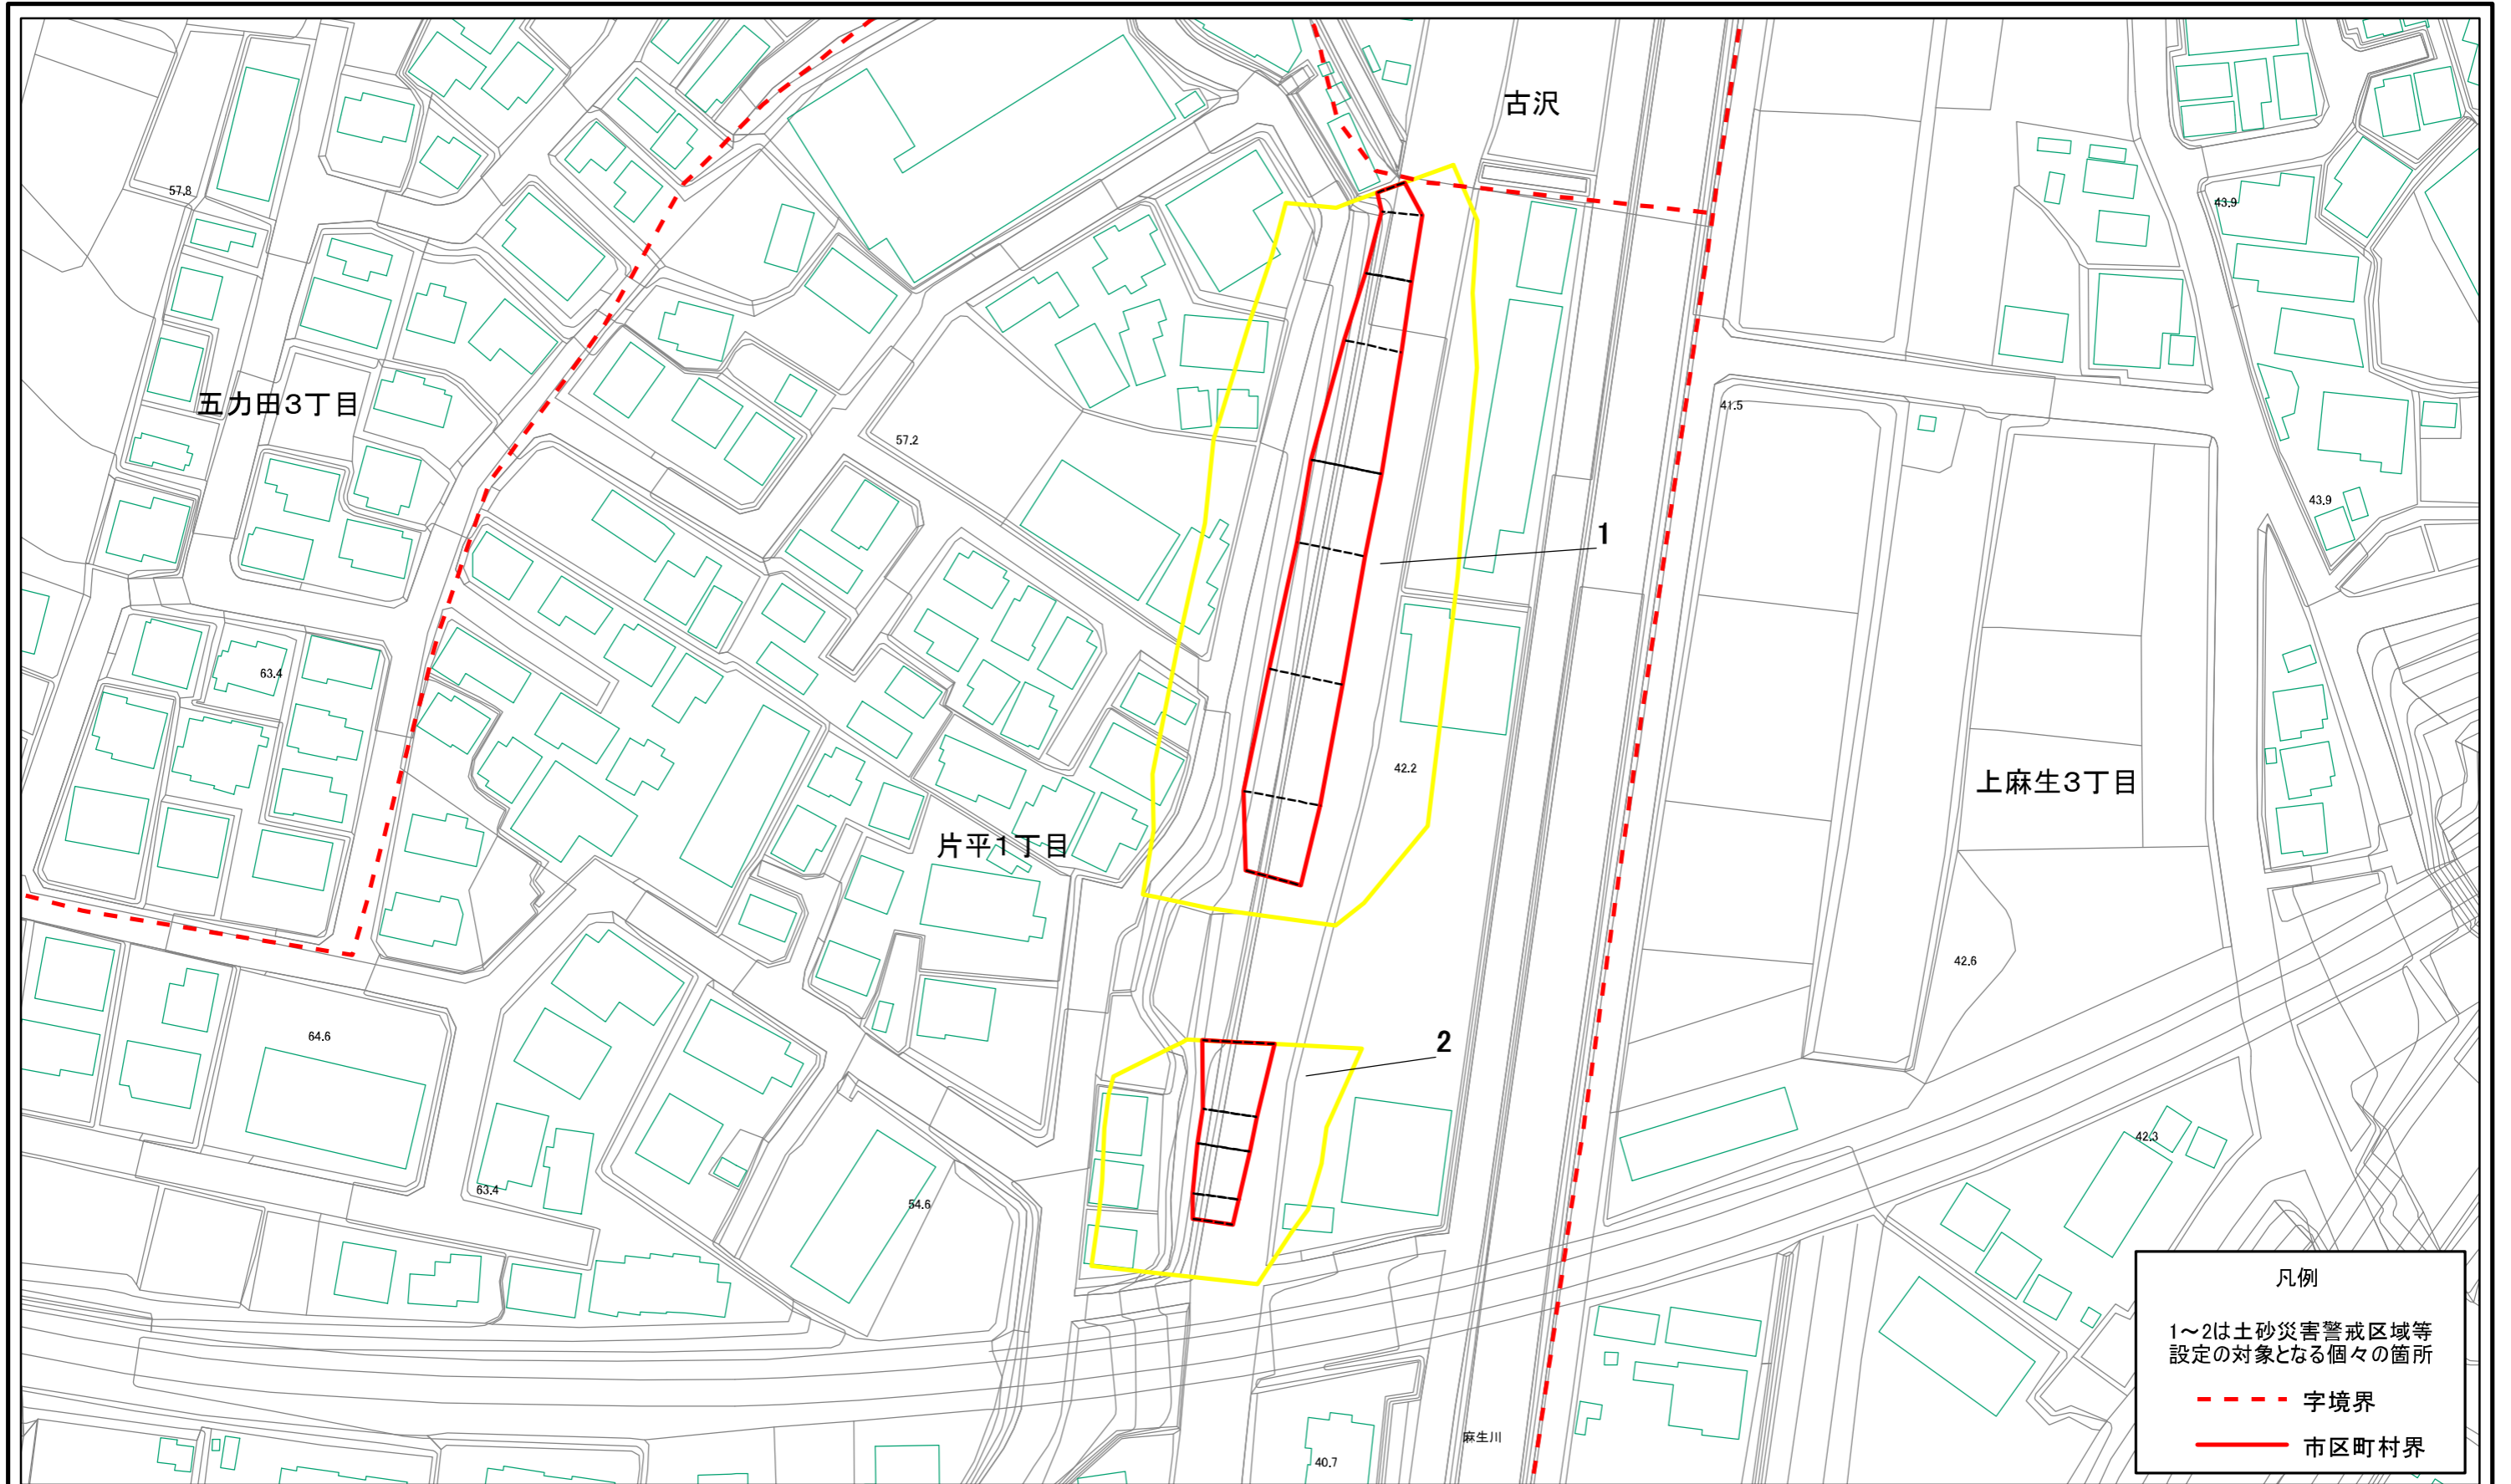 古沢
57.8
43.9
五力田3丁目
41.5
57.2
43.9
1
63.4
42.2
上麻生3丁目
片平1丁目
42.6
64.6
2
42.3
63.4
54.6
凡例
1～2は土砂災害警戒区域等
設定の対象となる個々の箇所
字境界
市区町村界
麻生川
40.7